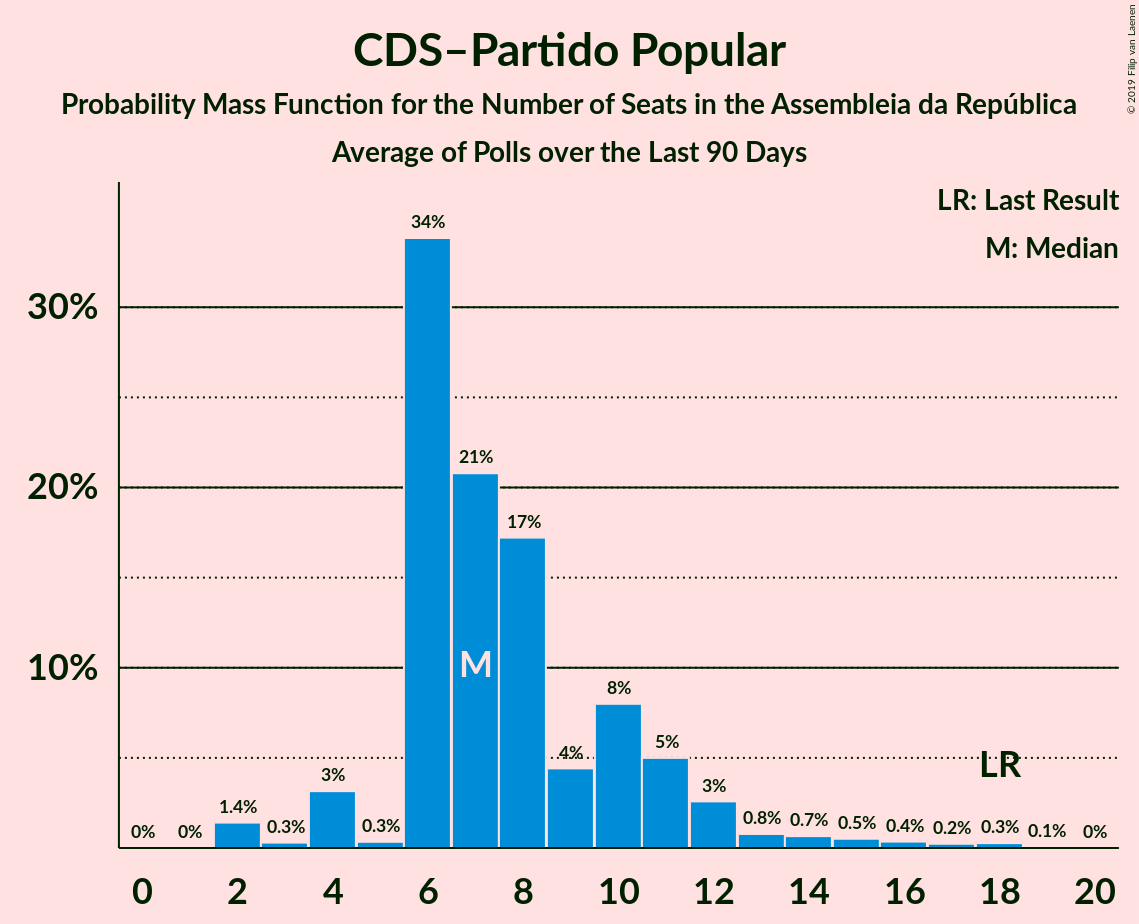 CDS–Partido Popular
Probability Mass Function for the Number of Seats in the Assembleia da República
Average of Polls over the Last 90 Days
© 2019 Filip van Laenen
LR: Last Result
M: Median
30%
20%
10%
0%
0%
1.4%
0.3%
3%
0.3%
34%
21%
17%
4%
8%
5%
3%
0.8%
0.7%
0.5%
0.4%
0.2%
0.3%
0.1%
0%
M
LR
0 2 4 6 8 10 12 14 16 18 20